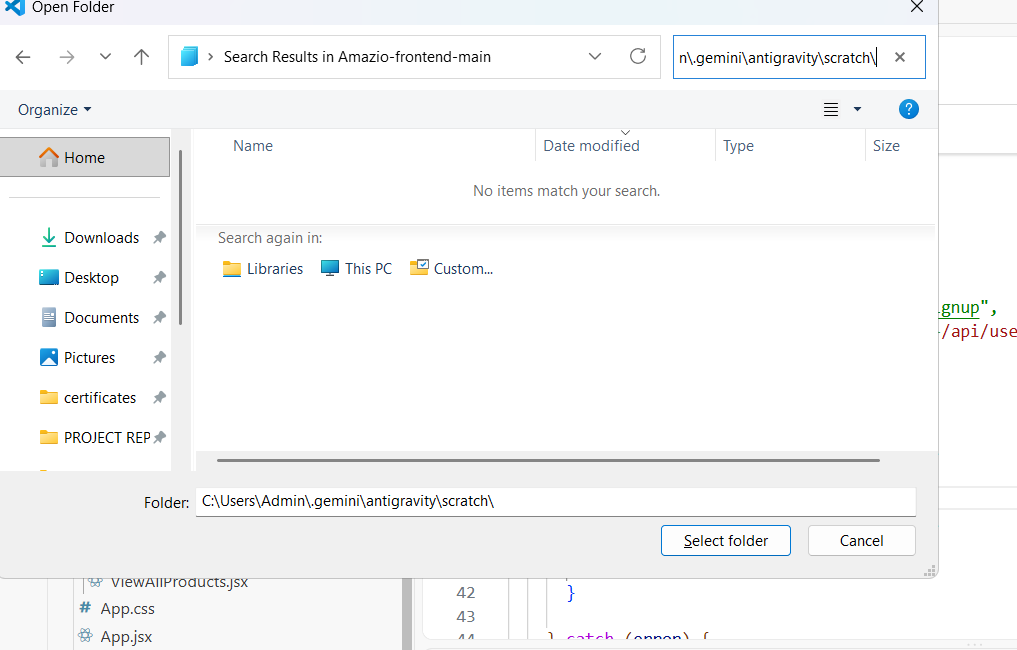 Open Folder
Search Results in Amazio-frontend-main
n\.gemini\antigravity\scratch\
Organize
Home
Name
Date modified
Type
Size
No items match your search.
Downloads
Desktop
Documents
Pictures
certificates
PROJECT REP
Search again in:
Libraries
This PC
Custom...
gnup",
/api/use
Folder:
C:\Users\Admin\.gemini\antigravity\scratch\
Select folder
Cancel
ViewAllProducts.jsx
# App.css
App.jsx
42 }
43
44 } catch (error) {